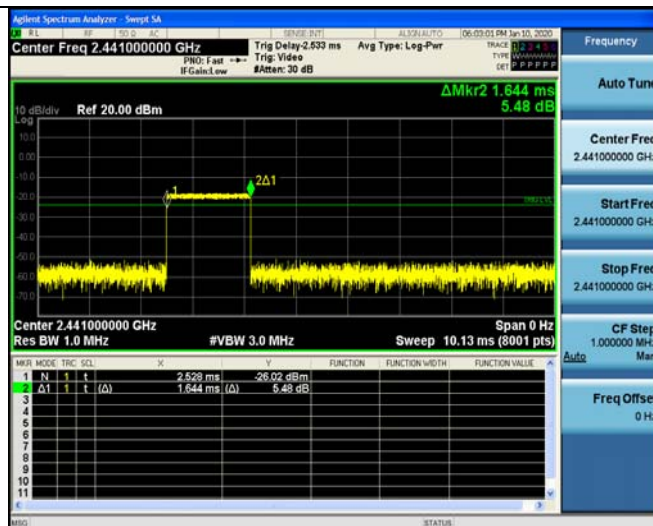 Agilent Spectrum Analyzer - Swept SA
RL RF 50 Ω AC SENSE:INT ALIGNAUTO 06:03:01 PM Jan 10, 2020
Center Freq 2.441000000 GHz
Trig Delay-2.533 ms Avg Type: Log-Pwr TRACE 1 2 3 4 5 6
PNO: Fast Trig: Video TYPE
IFGain:Low #Atten: 30 dB DET P P P P P P
ΔMkr2 1.644 ms
5.48 dB
10 dB/div Ref 20.00 dBm
Log
10.0
0.00
-10.0
-20.0
-30.0
-40.0
-50.0
-60.0
-70.0
1
2Δ1
TRIG LVL
Center 2.441000000 GHz Span 0 Hz
Res BW 1.0 MHz #VBW 3.0 MHz Sweep 10.13 ms (8001 pts)
MKR MODE TRC SCL X Y FUNCTION FUNCTION WIDTH FUNCTION VALUE
1 N 1 t 2.528 ms -26.02 dBm
2 Δ1 1 t (Δ) 1.644 ms (Δ) 5.48 dB
3
4
5
6
7
8
9
10
11
MSG STATUS
Frequency
Auto Tune
Center Freq
2.441000000 GHz
Start Freq
2.441000000 GHz
Stop Freq
2.441000000 GHz
CF Step
1.000000 MHz
Auto Man
Freq Offset
0 Hz